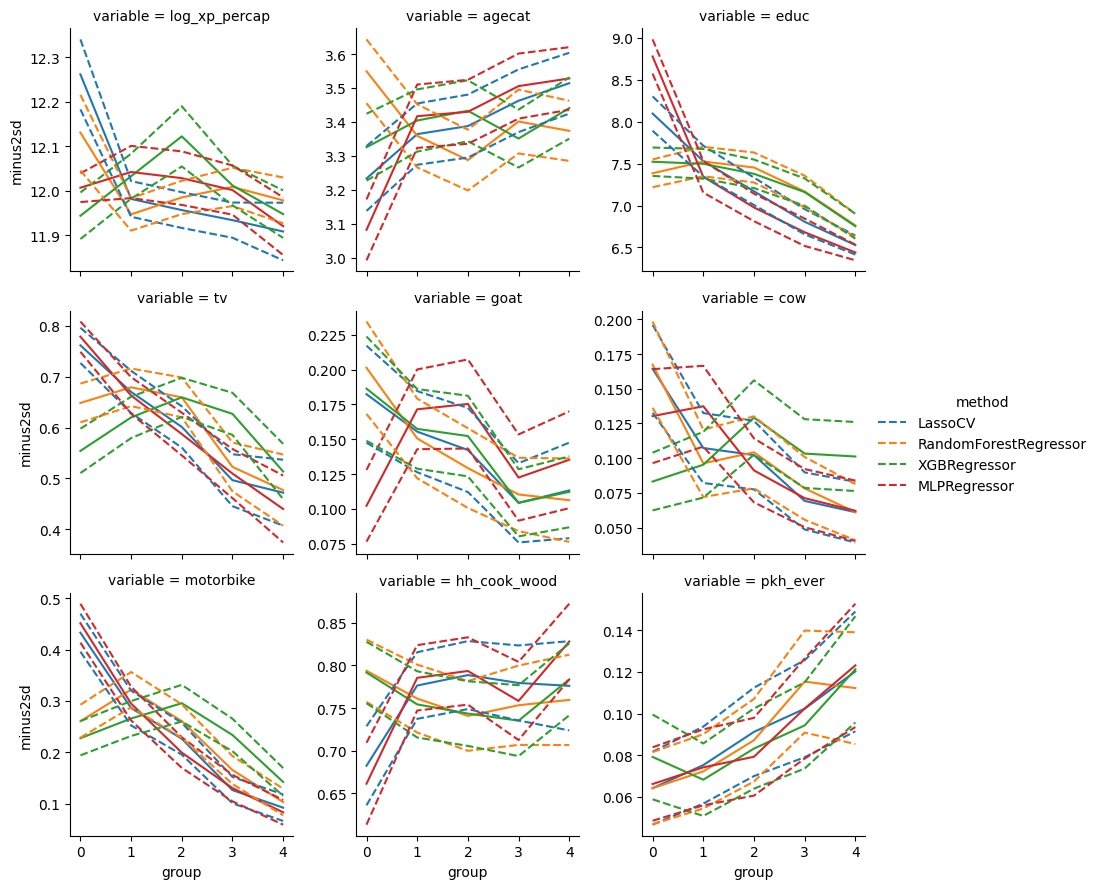 variable = log_xp_percap
variable = agecat
variable = educ
minus2sd
12.3
12.2
12.1
12.0
11.9
3.6
3.5
3.4
3.3
3.2
3.1
3.0
9.0
8.5
8.0
7.5
7.0
6.5
variable = tv
variable = goat
variable = cow
minus2sd
0.8
0.7
0.6
0.5
0.4
0.225
0.200
0.175
0.150
0.125
0.100
0.075
0.200
0.175
0.150
0.125
0.100
0.075
0.050
method
LassoCV
RandomForestRegressor
XGBRegressor
MLPRegressor
variable = motorbike
variable = hh_cook_wood
variable = pkh_ever
minus2sd
0.5
0.4
0.3
0.2
0.1
0.85
0.80
0.75
0.70
0.65
0.14
0.12
0.10
0.08
0.06
0 1 2 3 4
0 1 2 3 4
0 1 2 3 4
group
group
group